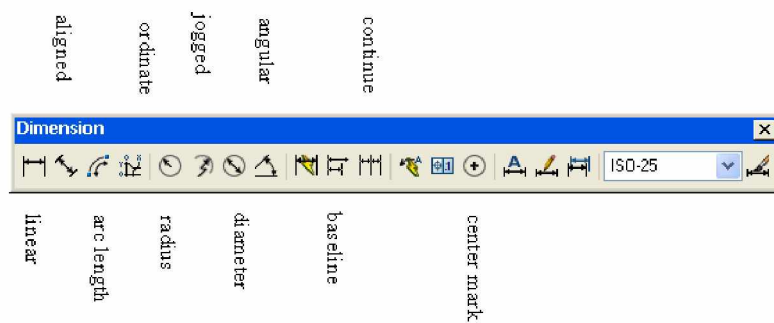 aligned
ordinate
jogged
angular
continue
Dimension
ISO-25
linear
arc length
radius
diameter
baseline
center mark